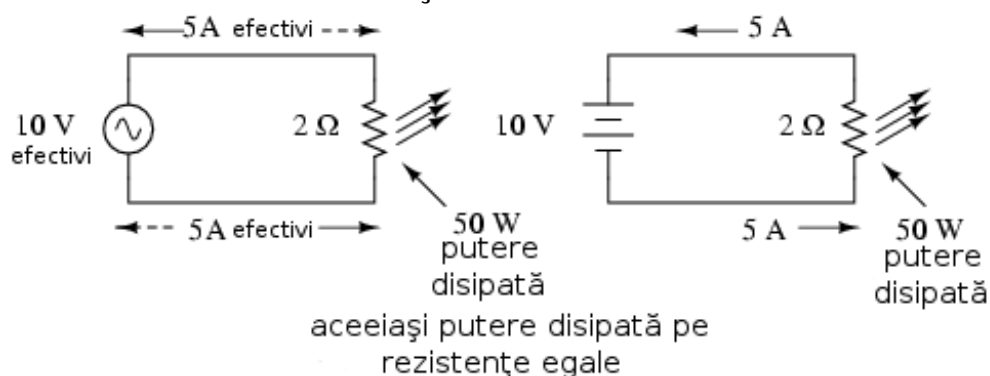 5A efectivi
5 A
10 V
efectivi
2 Ω
10 V
2 Ω
5A efectivi
50 W
putere
disipată
5 A
50 W
putere
disipată
aceeiaşi putere disipată pe
rezistenţe egale